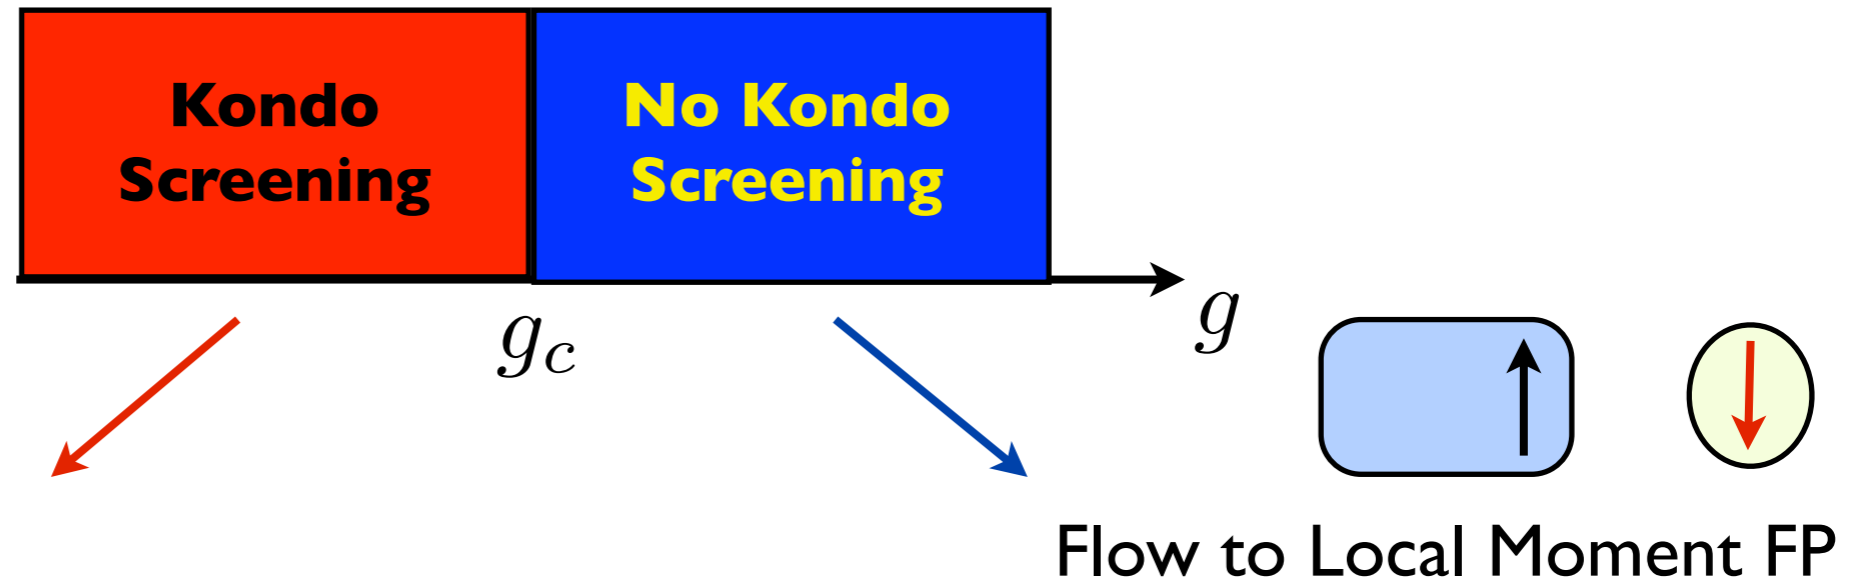 Kondo
Screening
No Kondo
Screening
g_c
g
Flow to Local Moment FP